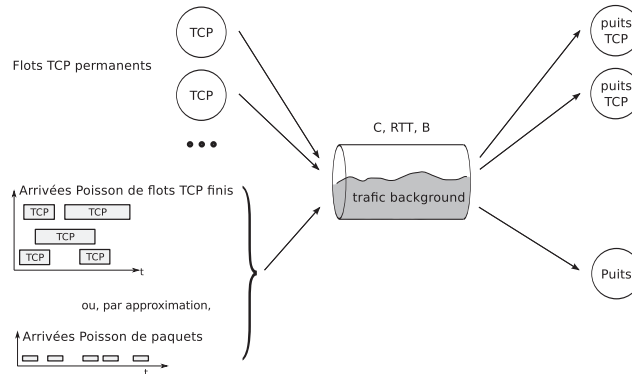 TCP
puits
TCP
Flots TCP permanents
TCP
puits
TCP
C, RTT, B
Arrivées Poisson de flots TCP finis
trafic background
TCP
TCP
TCP
TCP
TCP
t
Puits
ou, par approximation,
Arrivées Poisson de paquets
t